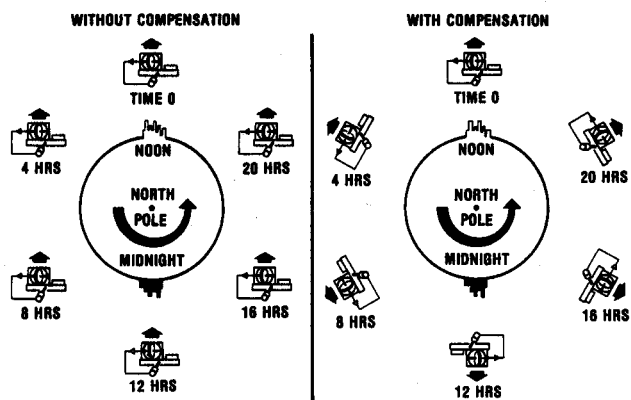 WITHOUT COMPENSATION
TIME 0
4 HRS
NOON
20 HRS
NORTH
POLE
MIDNIGHT
8 HRS
16 HRS
12 HRS
WITH COMPENSATION
TIME 0
4 HRS
NOON
20 HRS
NORTH
POLE
MIDNIGHT
8 HRS
16 HRS
12 HRS